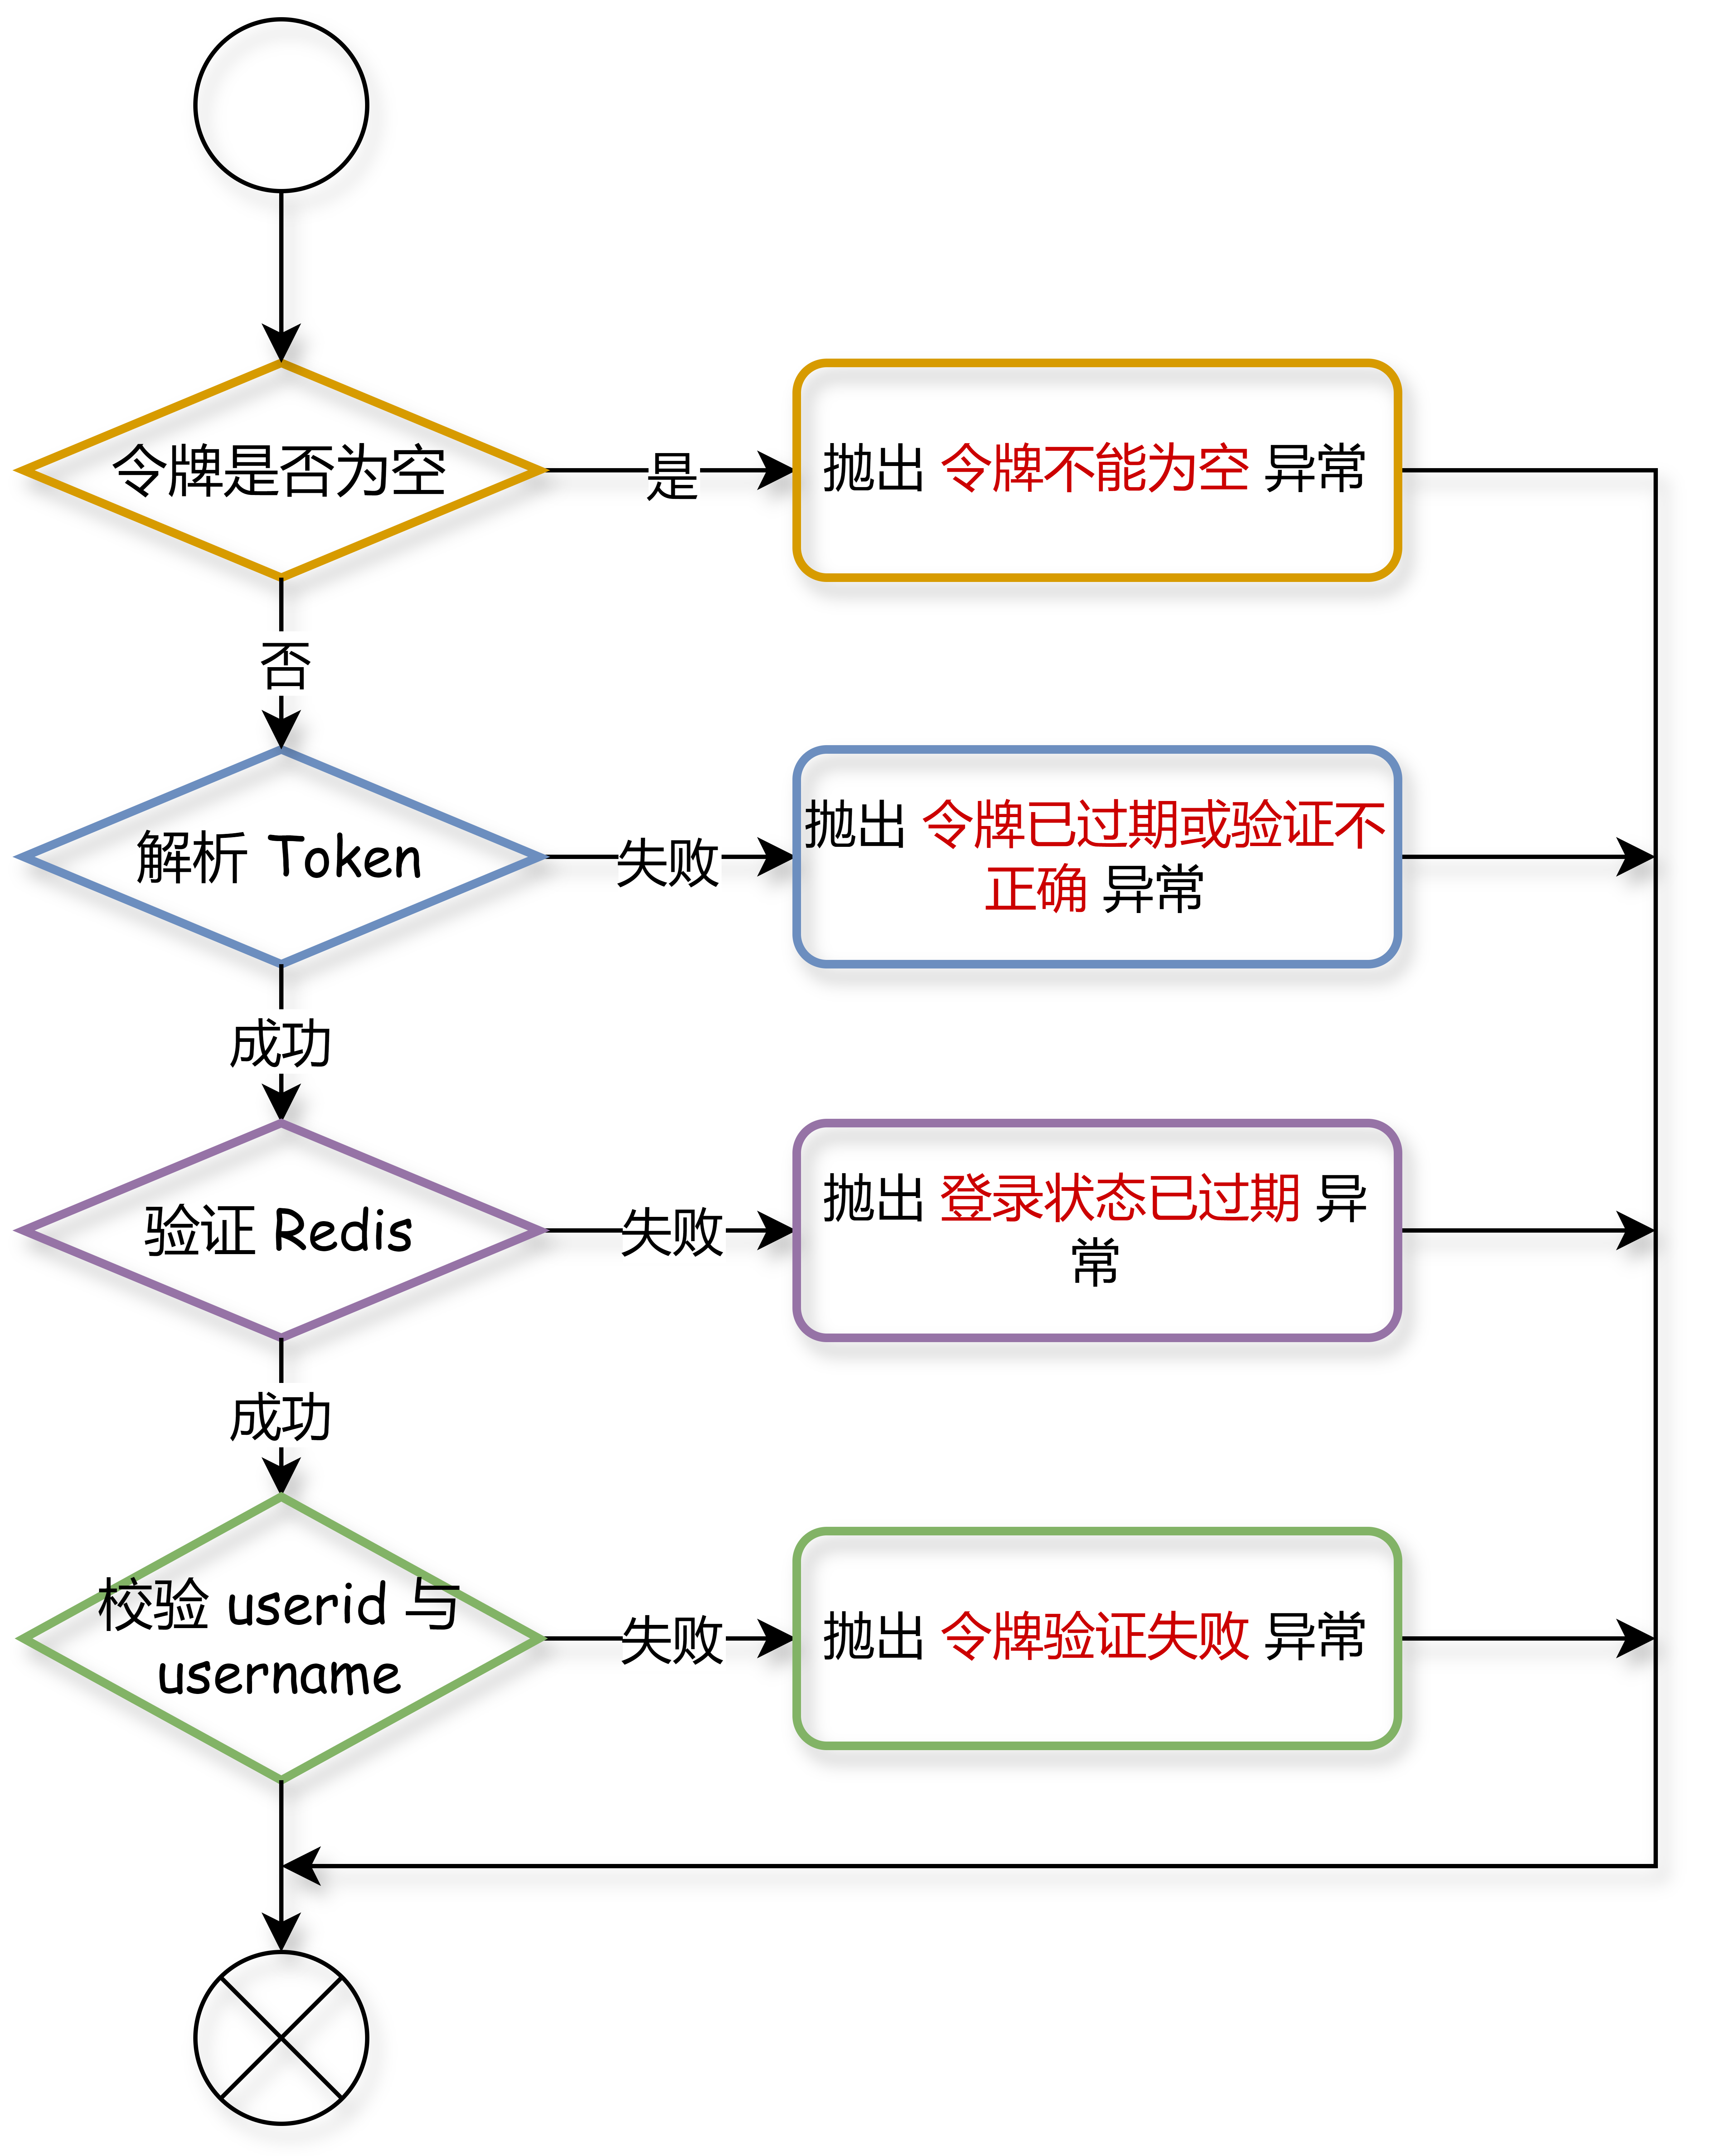 令牌是否为空
是
抛出 令牌不能为空 异常
否
解析 Token
失败
抛出 令牌已过期或验证不
正确 异常
成功
验证 Redis
失败
抛出 登录状态已过期 异
常
成功
校验 userid 与
username
失败
抛出 令牌验证失败 异常